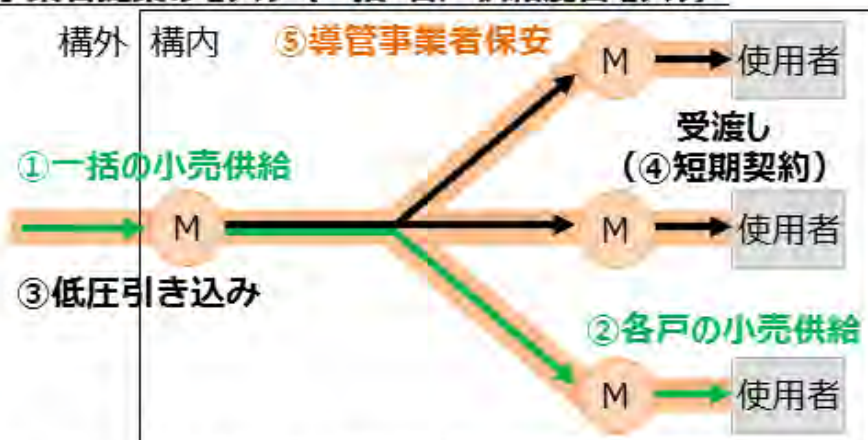 構外 構内 ⑤導管事業者保安 M 使用者
受渡し
①一括の小売供給 (④短期契約)
M M 使用者
③低圧引き込み
②各戸の小売供給
M 使用者